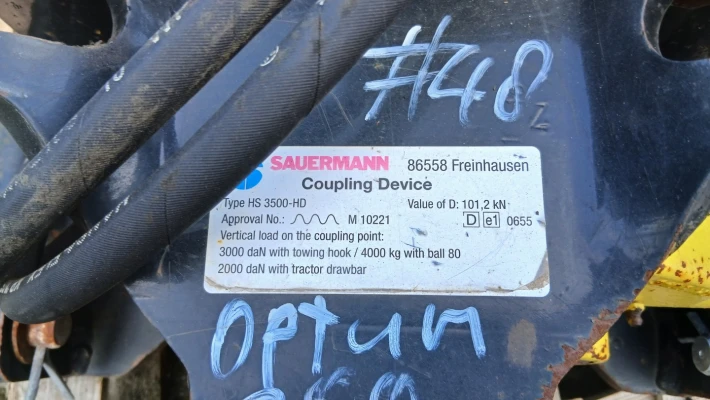 #48
SAUERMANN 86558 Freinhausen
Coupling Device
Type HS 3500-HD Value of D: 101,2 kN
Approval No.: M 10221 D e1 0655
Vertical load on the coupling point:
3000 daN with towing hook / 4000 kg with ball 80
2000 daN with tractor drawbar
Optum